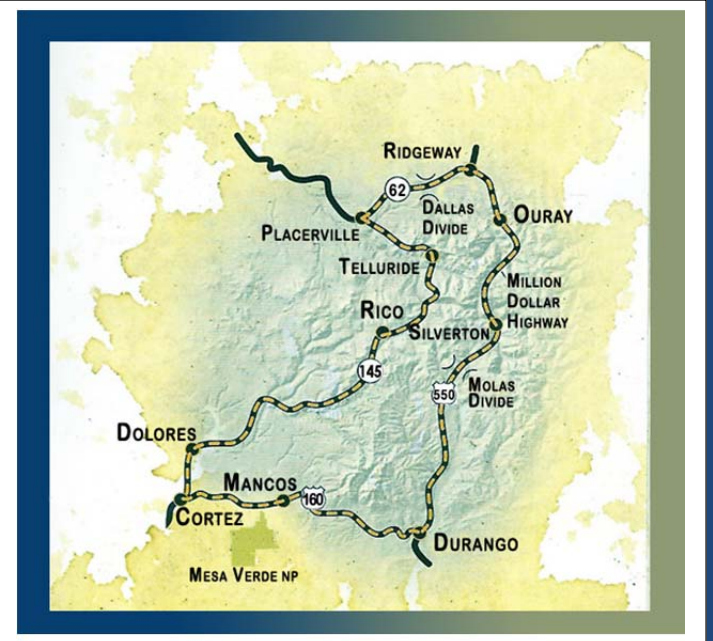 RIDGEWAY
62
DALLAS
DIVIDE
OURAY
PLACERVILLE
TELLURIDE
MILLION
DOLLAR
HIGHWAY
RICO
SILVERTON
145
550
MOLAS
DIVIDE
DOLORES
MANCOS
160
CORTEZ
DURANGO
MESA VERDE NP